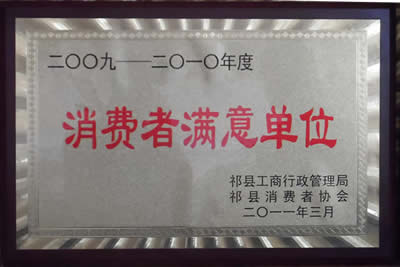 二〇〇九——二〇一〇年度
消费者满意单位
祁县工商行政管理局
祁县消费者协会
二〇一一年三月